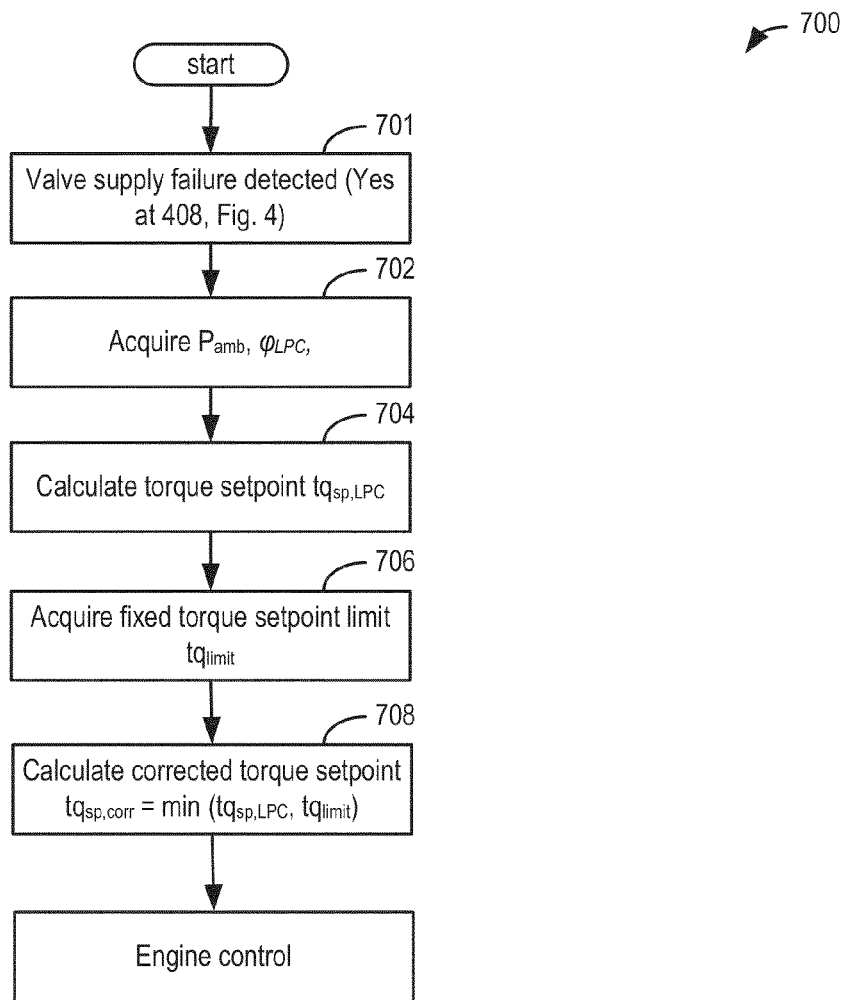 700
start
701
Valve supply failure detected (Yes
at 408, Fig. 4)
702
Acquire Pamb, φLPC,
704
Calculate torque setpoint tqsp,LPC
706
Acquire fixed torque setpoint limit
tqlimit
708
Calculate corrected torque setpoint
tqsp,corr = min (tqsp,LPC, tqlimit)
Engine control